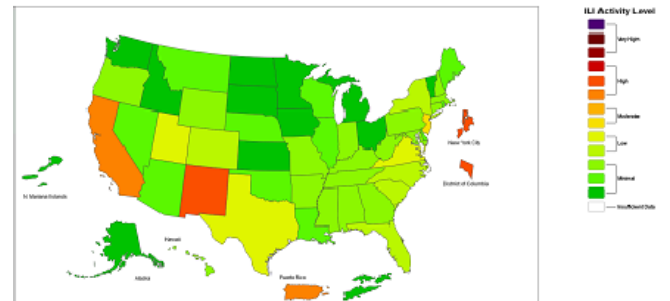 ILI Activity Level
Very High
High
Moderate
Low
Minimal
Insufficient Data
New York City
District of Columbia
N Mariana Islands
Hawaii
Alaska
Puerto Rico